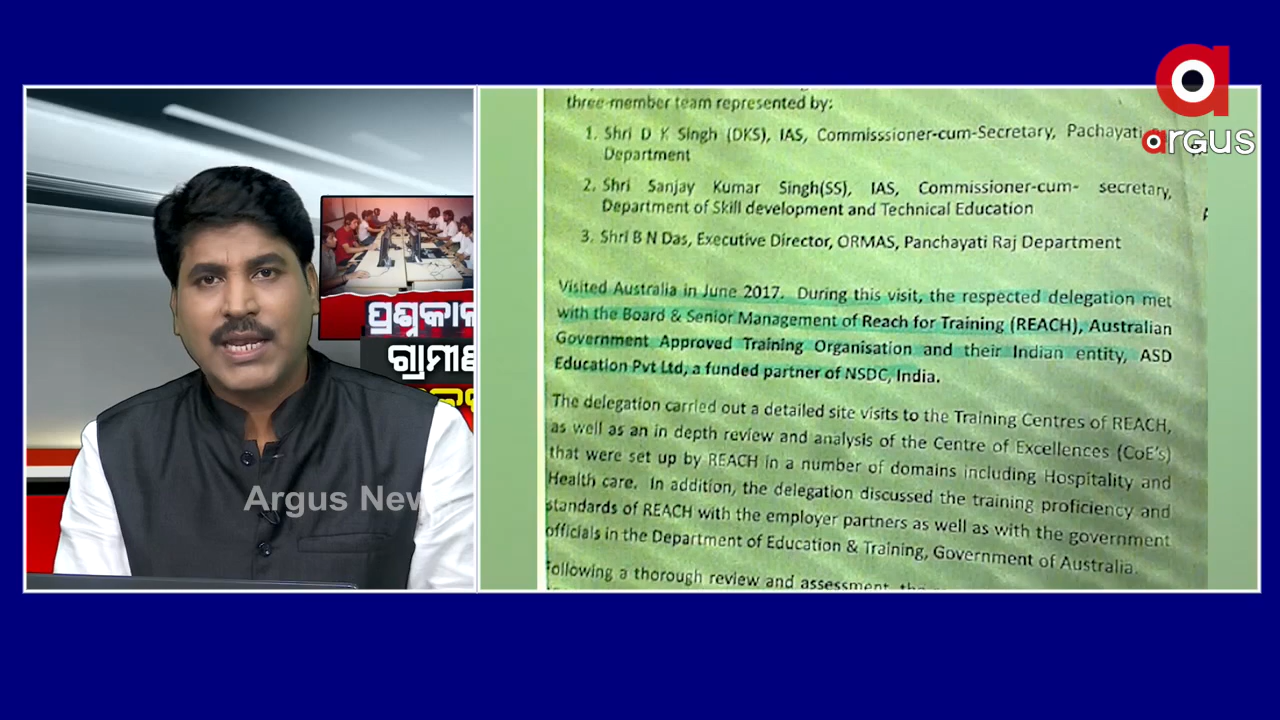 argus
three-member team represented by:
1. Shri D K Singh (DKS), IAS, Commisssioner-cum-Secretary, Pachayati
Department
2. Shri Sanjay Kumar Singh(SS), IAS, Commissioner-cum- secretary,
Department of Skill development and Technical Education
3. Shri B N Das, Executive Director, ORMAS, Panchayati Raj Department
Visited Australia in June 2017. During this visit, the respected delegation met
with the Board & Senior Management of Reach for Training (REACH), Australian
Government Approved Training Organisation and their Indian entity, ASD
Education Pvt Ltd, a funded partner of NSDC, India.
The delegation carried out a detailed site visits to the Training Centres of REACH,
as well as an in depth review and analysis of the Centre of Excellences (CoE's)
that were set up by REACH in a number of domains including Hospitality and
Health care. In addition, the delegation discussed the training proficiency and
standards of REACH with the employer partners as well as with the government
officials in the Department of Education & Training, Government of Australia.
Following a thorough review and assessment,
ପ୍ରଶ୍ନକାଳ
ଗ୍ରାମୀଣ
Argus New